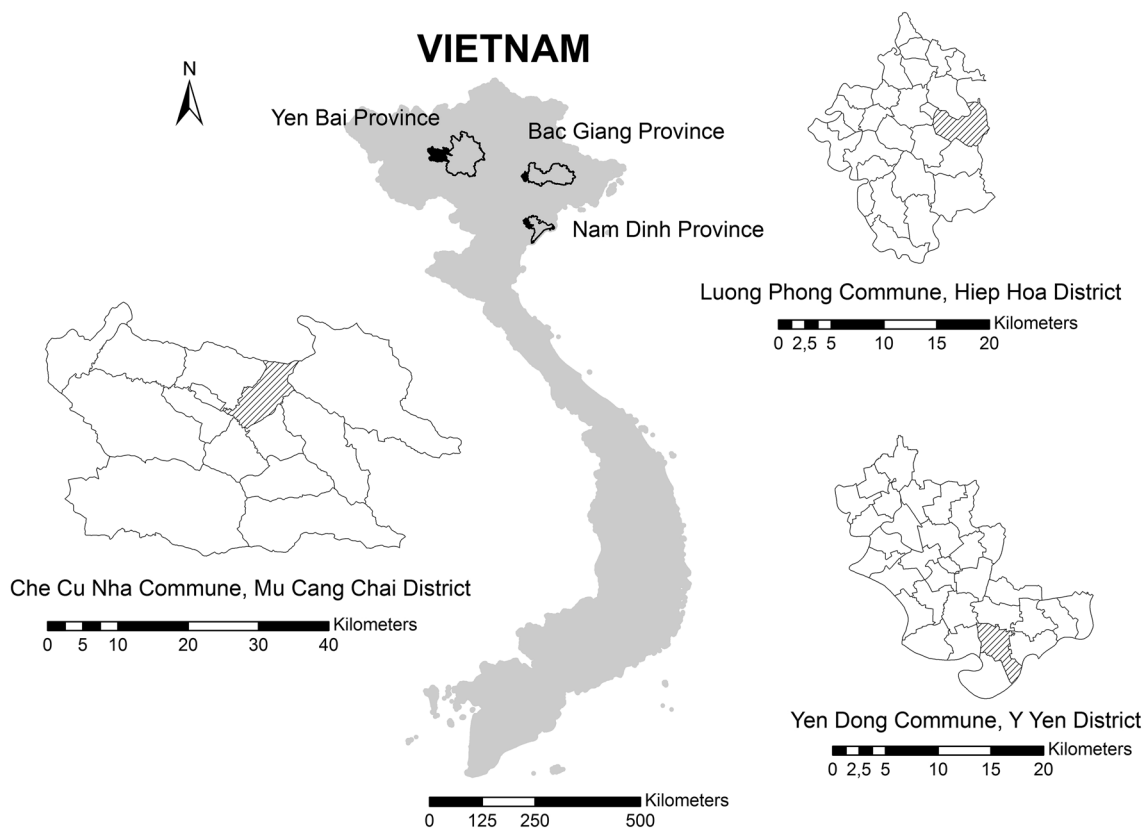 VIETNAM
N
Yen Bai Province
Bac Giang Province
Nam Dinh Province
Luong Phong Commune, Hiep Hoa District
Kilometers
0 2,5 5 10 15 20
Che Cu Nha Commune, Mu Cang Chai District
Kilometers
0 5 10 20 30 40
Yen Dong Commune, Y Yen District
Kilometers
0 2,5 5 10 15 20
Kilometers
0 125 250 500